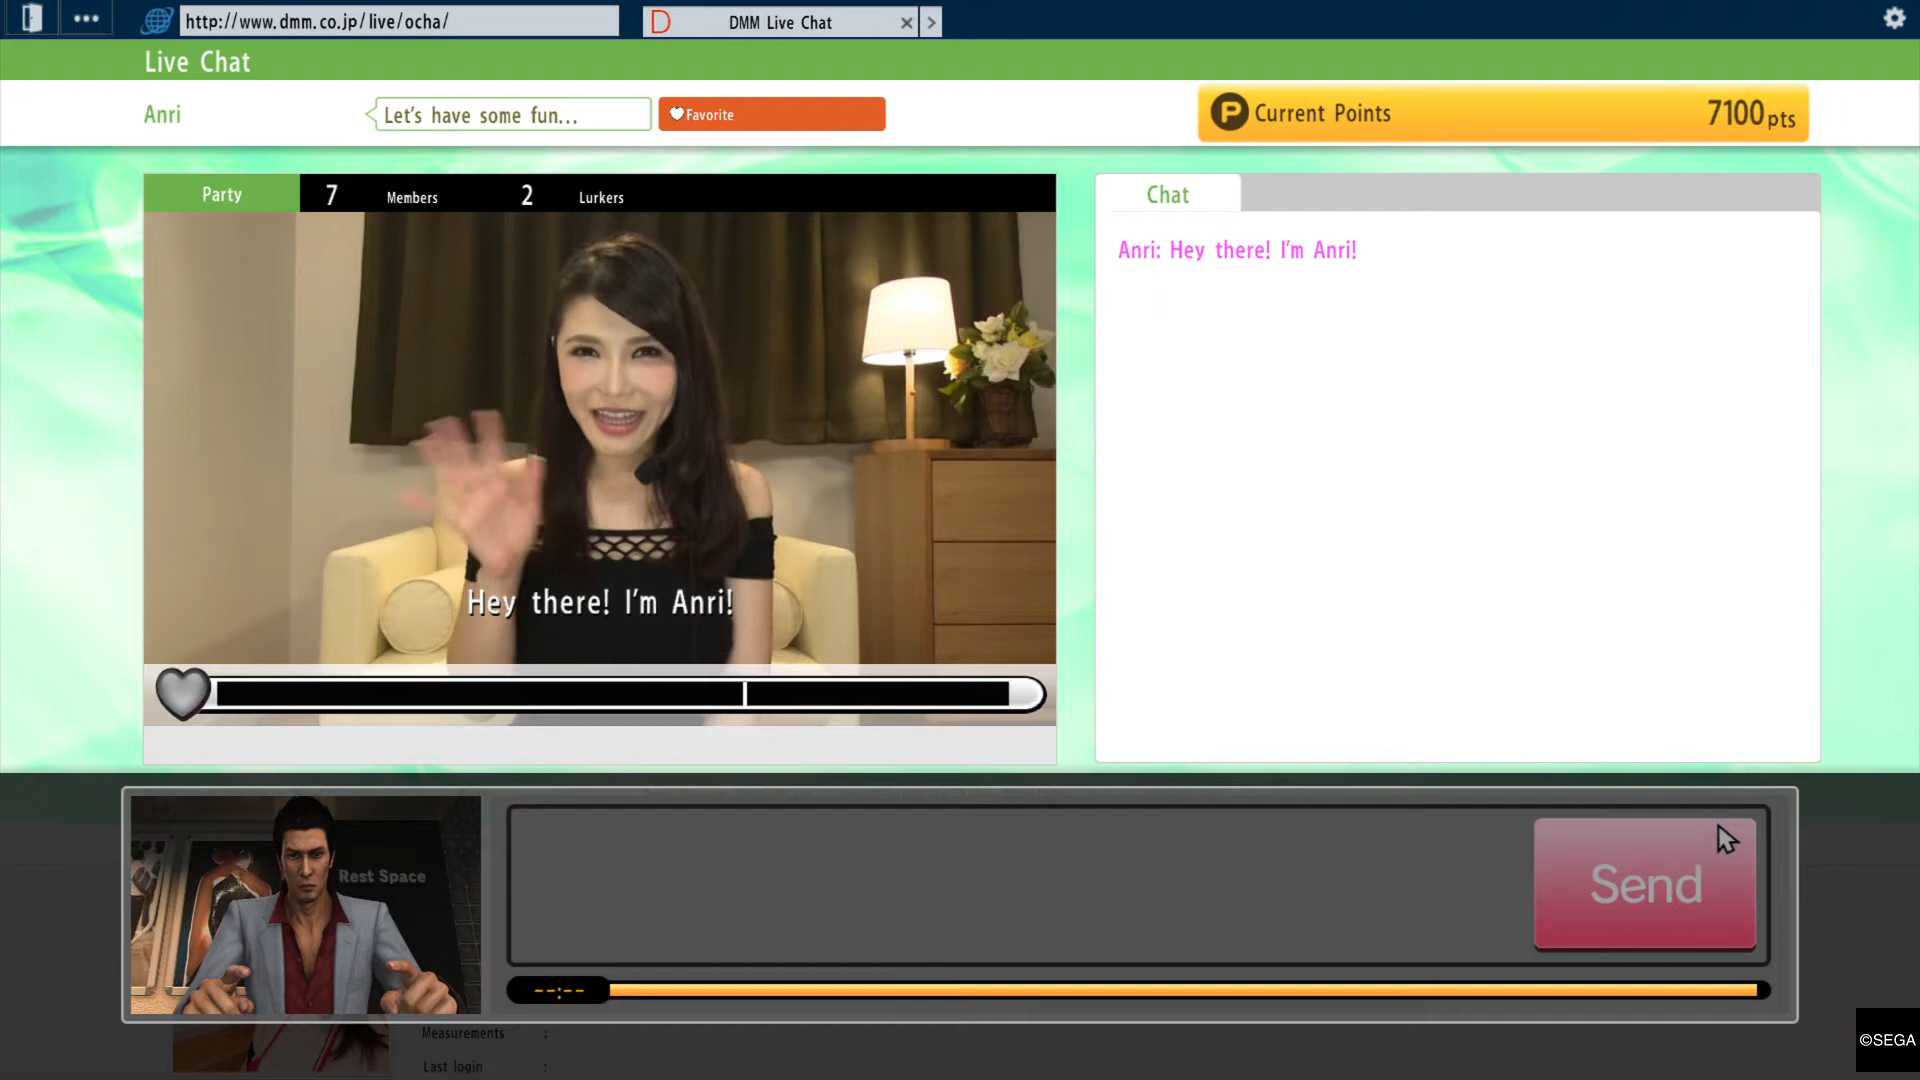 http://www.dmm.co.jp/live/ocha/
D DMM Live Chat
Live Chat
Anri
Let's have some fun...
Favorite
P Current Points
7100 pts
Party
7 Members
2 Lurkers
Chat
Anri: Hey there! I'm Anri!
Hey there! I'm Anri!
Rest Space
Send
--:--
Measurements :
Last login :
©SEGA